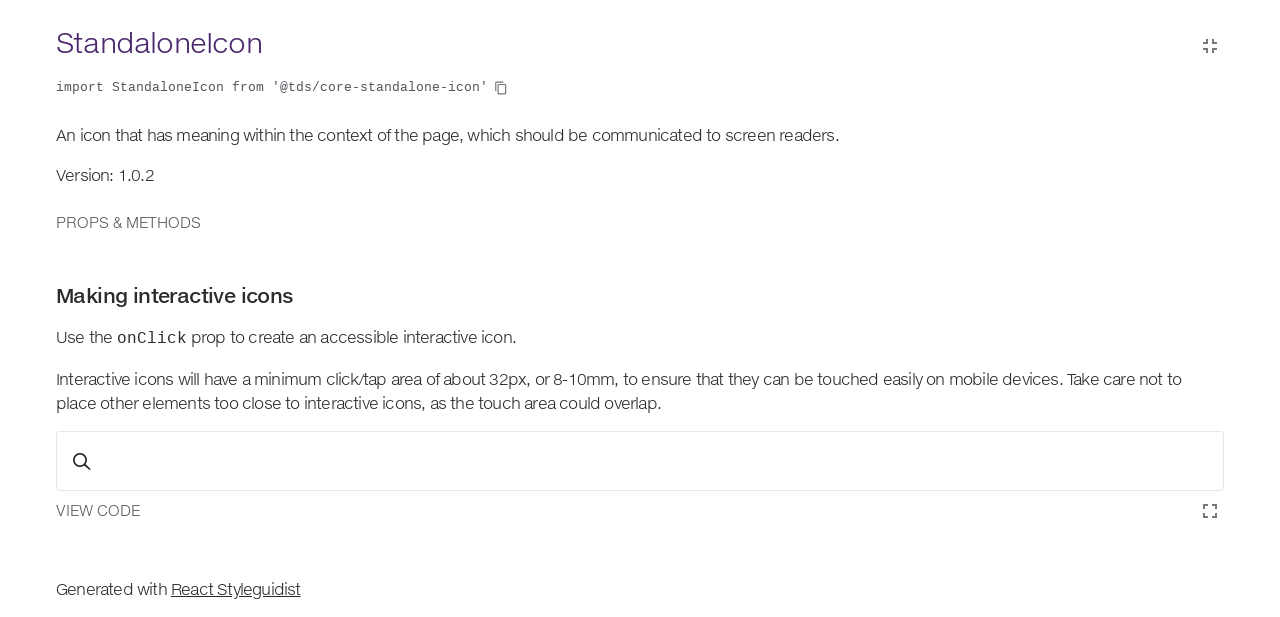 StandaloneIcon
import StandaloneIcon from '@tds/core-standalone-icon'
An icon that has meaning within the context of the page, which should be communicated to screen readers.
Version: 1.0.2
PROPS & METHODS
Making interactive icons
Use the onClick prop to create an accessible interactive icon.
Interactive icons will have a minimum click/tap area of about 32px, or 8-10mm, to ensure that they can be touched easily on mobile devices. Take care not to
place other elements too close to interactive icons, as the touch area could overlap.
VIEW CODE
Generated with React Styleguidist